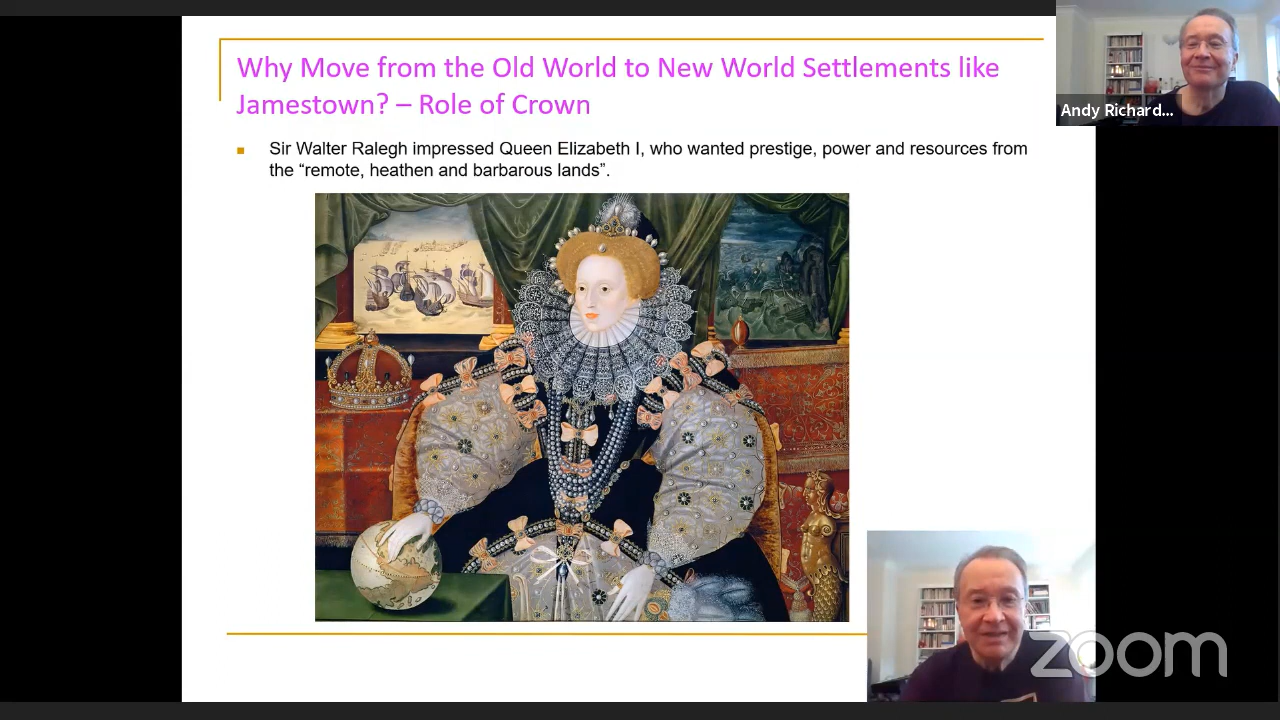 Why Move from the Old World to New World Settlements like
Jamestown? – Role of Crown
Sir Walter Ralegh impressed Queen Elizabeth I, who wanted prestige, power and resources from
the “remote, heathen and barbarous lands”.
Andy Richard...
zoom